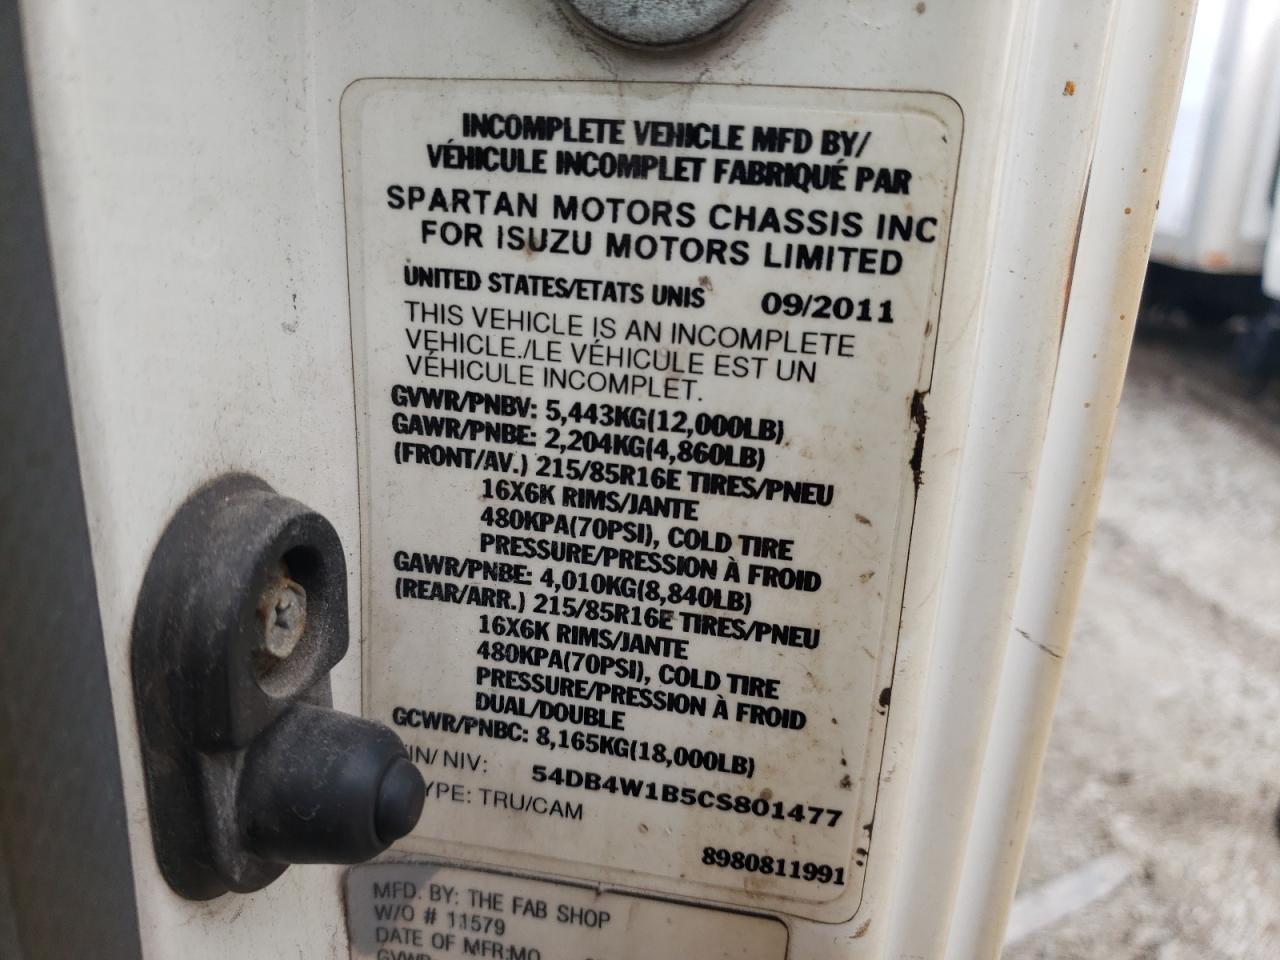 INCOMPLETE VEHICLE MFD BY/
VÉHICULE INCOMPLET FABRIQUÉ PAR
SPARTAN MOTORS CHASSIS INC
FOR ISUZU MOTORS LIMITED
UNITED STATES/ETATS UNIS 09/2011
THIS VEHICLE IS AN INCOMPLETE
VEHICLE./LE VÉHICULE EST UN
VÉHICULE INCOMPLET.
GVWR/PNBV: 5,443KG(12,000LB)
GAWR/PNBE: 2,204KG(4,860LB)
(FRONT/AV.) 215/85R16E TIRES/PNEU
16X6K RIMS/JANTE
480KPA(70PSI), COLD TIRE
PRESSURE/PRESSION À FROID
GAWR/PNBE: 4,010KG(8,840LB)
(REAR/ARR.) 215/85R16E TIRES/PNEU
16X6K RIMS/JANTE
480KPA(70PSI), COLD TIRE
PRESSURE/PRESSION À FROID
DUAL/DOUBLE
GCWR/PNBC: 8,165KG(18,000LB)
VIN/NIV: 54DB4W1B5CS801477
TYPE: TRU/CAM
8980811991
MFD. BY: THE FAB SHOP
W/O # 11579
DATE OF MFR:MO
GVWR